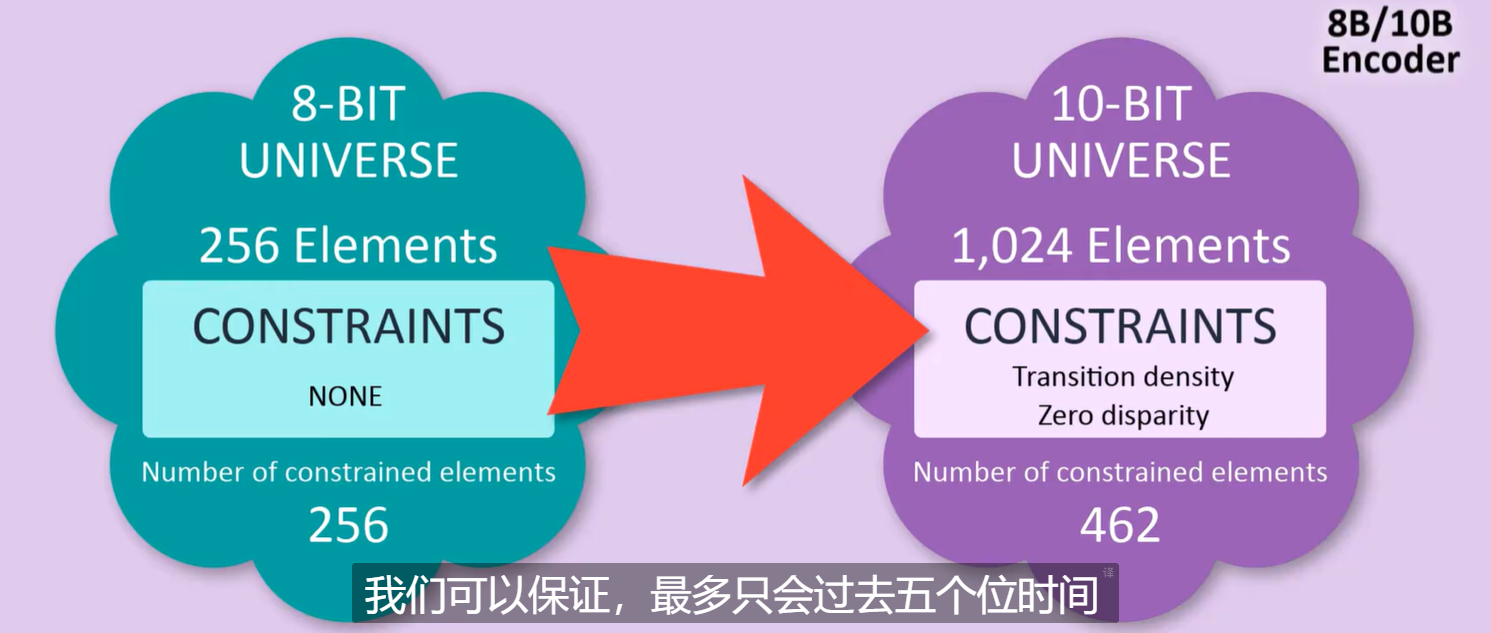 8B/10B
Encoder
8-BIT
UNIVERSE
256 Elements
CONSTRAINTS
NONE
Number of constrained elements
256
10-BIT
UNIVERSE
1,024 Elements
CONSTRAINTS
Transition density
Zero disparity
Number of constrained elements
462
我们可以保证，最多只会过去五个位时间
译